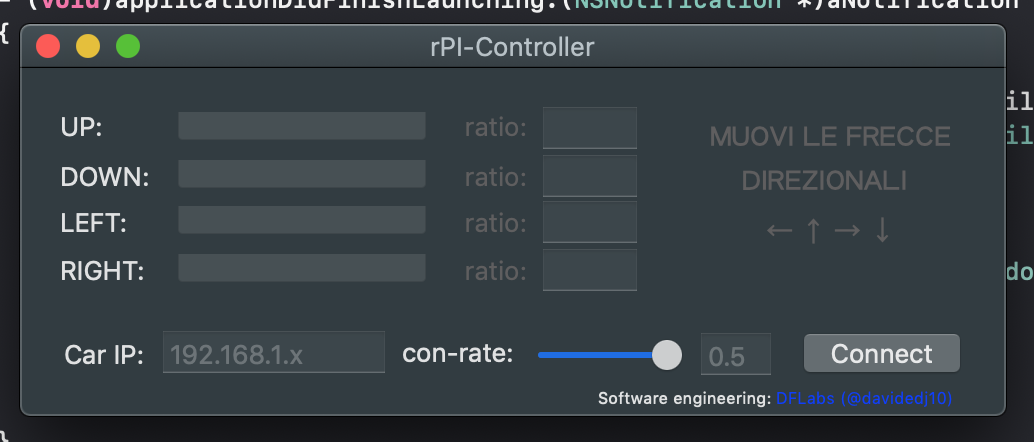 - (void)applicationDidFinishLaunching:(NSNotification *)aNotification
{
rPI-Controller
UP:
ratio:
DOWN:
ratio:
LEFT:
ratio:
RIGHT:
ratio:
MUOVI LE FRECCE
DIREZIONALI
← ↑ → ↓
il
il
do
Car IP: 192.168.1.x con-rate: 0.5 Connect
Software engineering: DFLabs (@davidedj10)
}